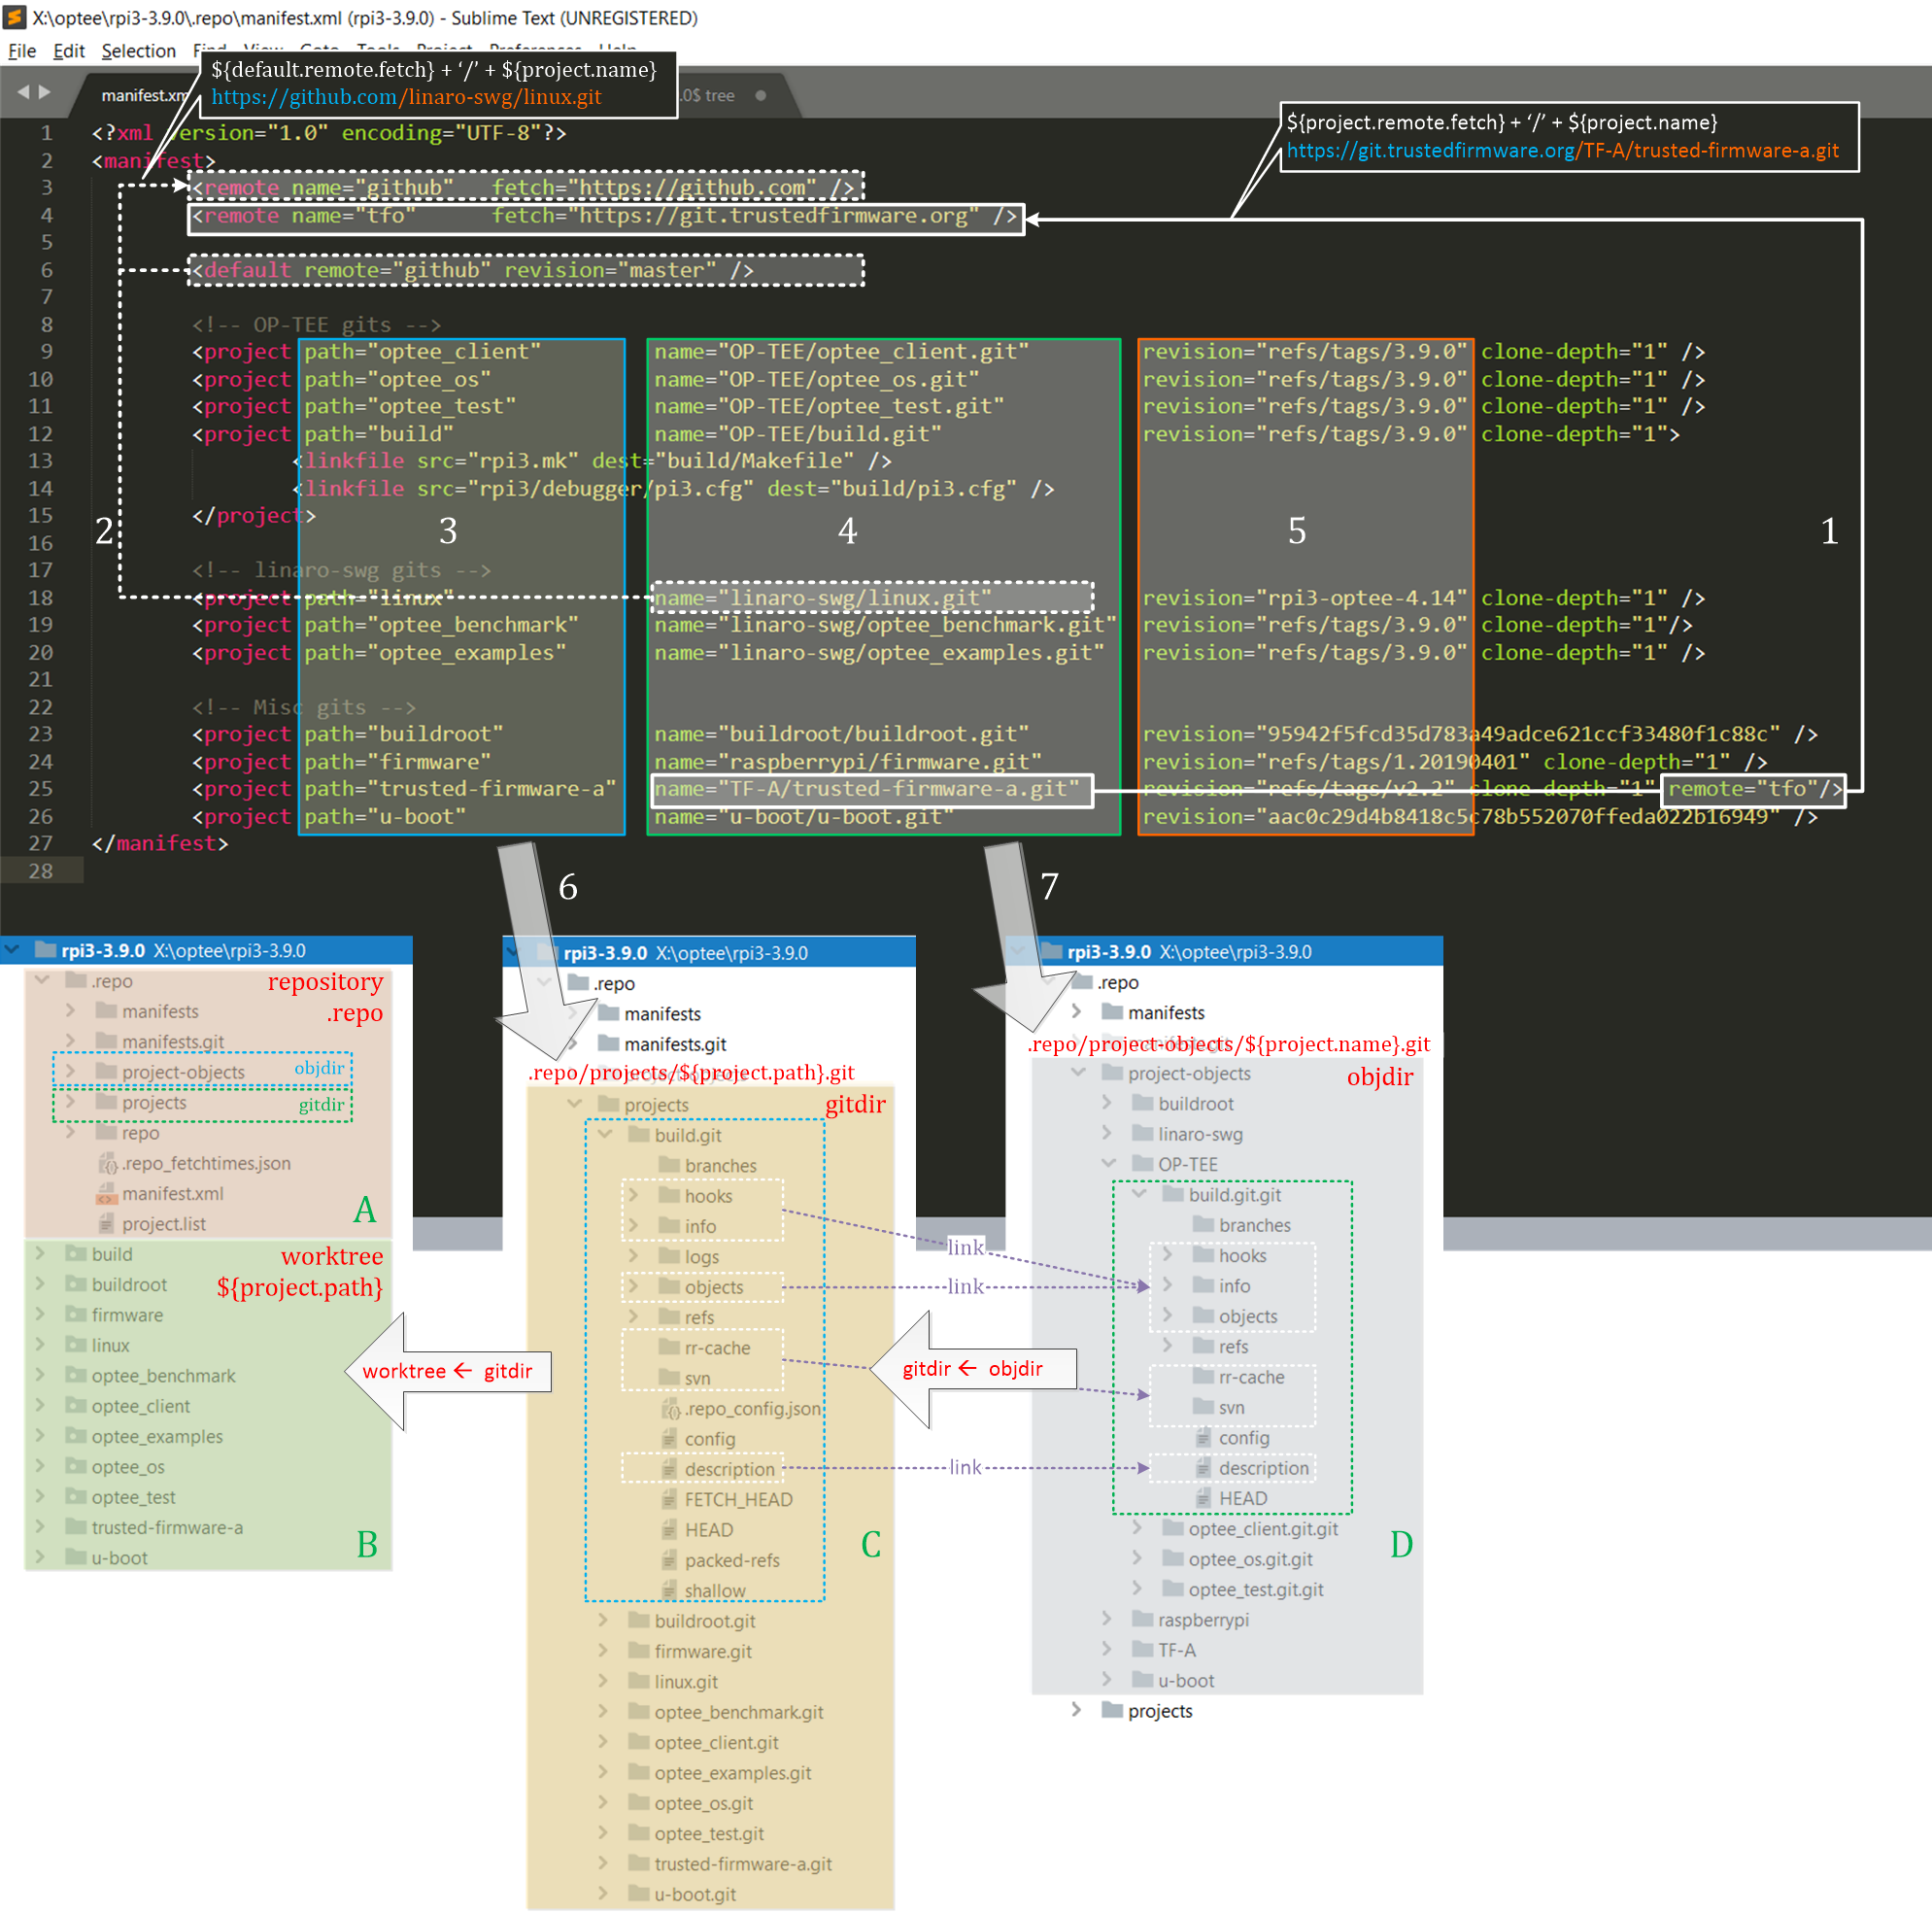 X:\optee\rpi3-3.9.0\.repo\manifest.xml (rpi3-3.9.0) - Sublime Text (UNREGISTERED)
File Edit Selection Find View Goto Tools Project Preferences Help
${default.remote.fetch} + ‘/’ + ${project.name}
https://github.com/linaro-swg/linux.git
manifest.xm
.0$ tree
${project.remote.fetch} + ‘/’ + ${project.name}
https://git.trustedfirmware.org/TF-A/trusted-firmware-a.git
1 <?xml version="1.0" encoding="UTF-8"?>
2 <manifest>
3 <remote name="github" fetch="https://github.com" />
4 <remote name="tfo" fetch="https://git.trustedfirmware.org" />
5
6 <default remote="github" revision="master" />
7
8 <!-- OP-TEE gits -->
9 <project path="optee_client" name="OP-TEE/optee_client.git" revision="refs/tags/3.9.0" clone-depth="1" />
10 <project path="optee_os" name="OP-TEE/optee_os.git" revision="refs/tags/3.9.0" clone-depth="1" />
11 <project path="optee_test" name="OP-TEE/optee_test.git" revision="refs/tags/3.9.0" clone-depth="1" />
12 <project path="build" name="OP-TEE/build.git" revision="refs/tags/3.9.0" clone-depth="1">
13 <linkfile src="rpi3.mk" dest="build/Makefile" />
14 <linkfile src="rpi3/debugger/pi3.cfg" dest="build/pi3.cfg" />
15 </project>
2 3 4 5 1
16
17 <!-- linaro-swg gits -->
18 <project path="linux" name="linaro-swg/linux.git" revision="rpi3-optee-4.14" clone-depth="1" />
19 <project path="optee_benchmark" name="linaro-swg/optee_benchmark.git" revision="refs/tags/3.9.0" clone-depth="1"/>
20 <project path="optee_examples" name="linaro-swg/optee_examples.git" revision="refs/tags/3.9.0" clone-depth="1" />
21
22 <!-- Misc gits -->
23 <project path="buildroot" name="buildroot/buildroot.git" revision="95942f5fcd35d783a49adce621ccf33480f1c88c" />
24 <project path="firmware" name="raspberrypi/firmware.git" revision="refs/tags/1.20190401" clone-depth="1" />
25 <project path="trusted-firmware-a" name="TF-A/trusted-firmware-a.git" revision="refs/tags/v2.2" clone-depth="1" remote="tfo"/>
26 <project path="u-boot" name="u-boot/u-boot.git" revision="aac0c29d4b8418c5c78b552070ffeda022b16949" />
27 </manifest>
28
6
7
rpi3-3.9.0 X:\optee\rpi3-3.9.0
.repo
repository
.repo
manifests
manifests.git
project-objects objdir
projects gitdir
repo
.repo_fetchtimes.json
manifest.xml
project.list
A
build
worktree
${project.path}
buildroot
firmware
linux
optee_benchmark
optee_client
optee_examples
optee_os
optee_test
trusted-firmware-a
u-boot
B
worktree ← gitdir
rpi3-3.9.0 X:\optee\rpi3-3.9.0
.repo
manifests
manifests.git
.repo/projects/${project.path}.git
projects
gitdir
build.git
branches
hooks
info
logs
objects
refs
rr-cache
svn
.repo_config.json
config
description
FETCH_HEAD
HEAD
packed-refs
shallow
C
buildroot.git
firmware.git
linux.git
optee_benchmark.git
optee_client.git
optee_examples.git
optee_os.git
optee_test.git
trusted-firmware-a.git
u-boot.git
link
link
gitdir ← objdir
link
rpi3-3.9.0 X:\optee\rpi3-3.9.0
.repo
manifests
.repo/project-objects/${project.name}.git
project-objects
objdir
buildroot
linaro-swg
OP-TEE
build.git.git
branches
hooks
info
objects
refs
rr-cache
svn
config
description
HEAD
D
optee_client.git.git
optee_os.git.git
optee_test.git.git
raspberrypi
TF-A
u-boot
projects